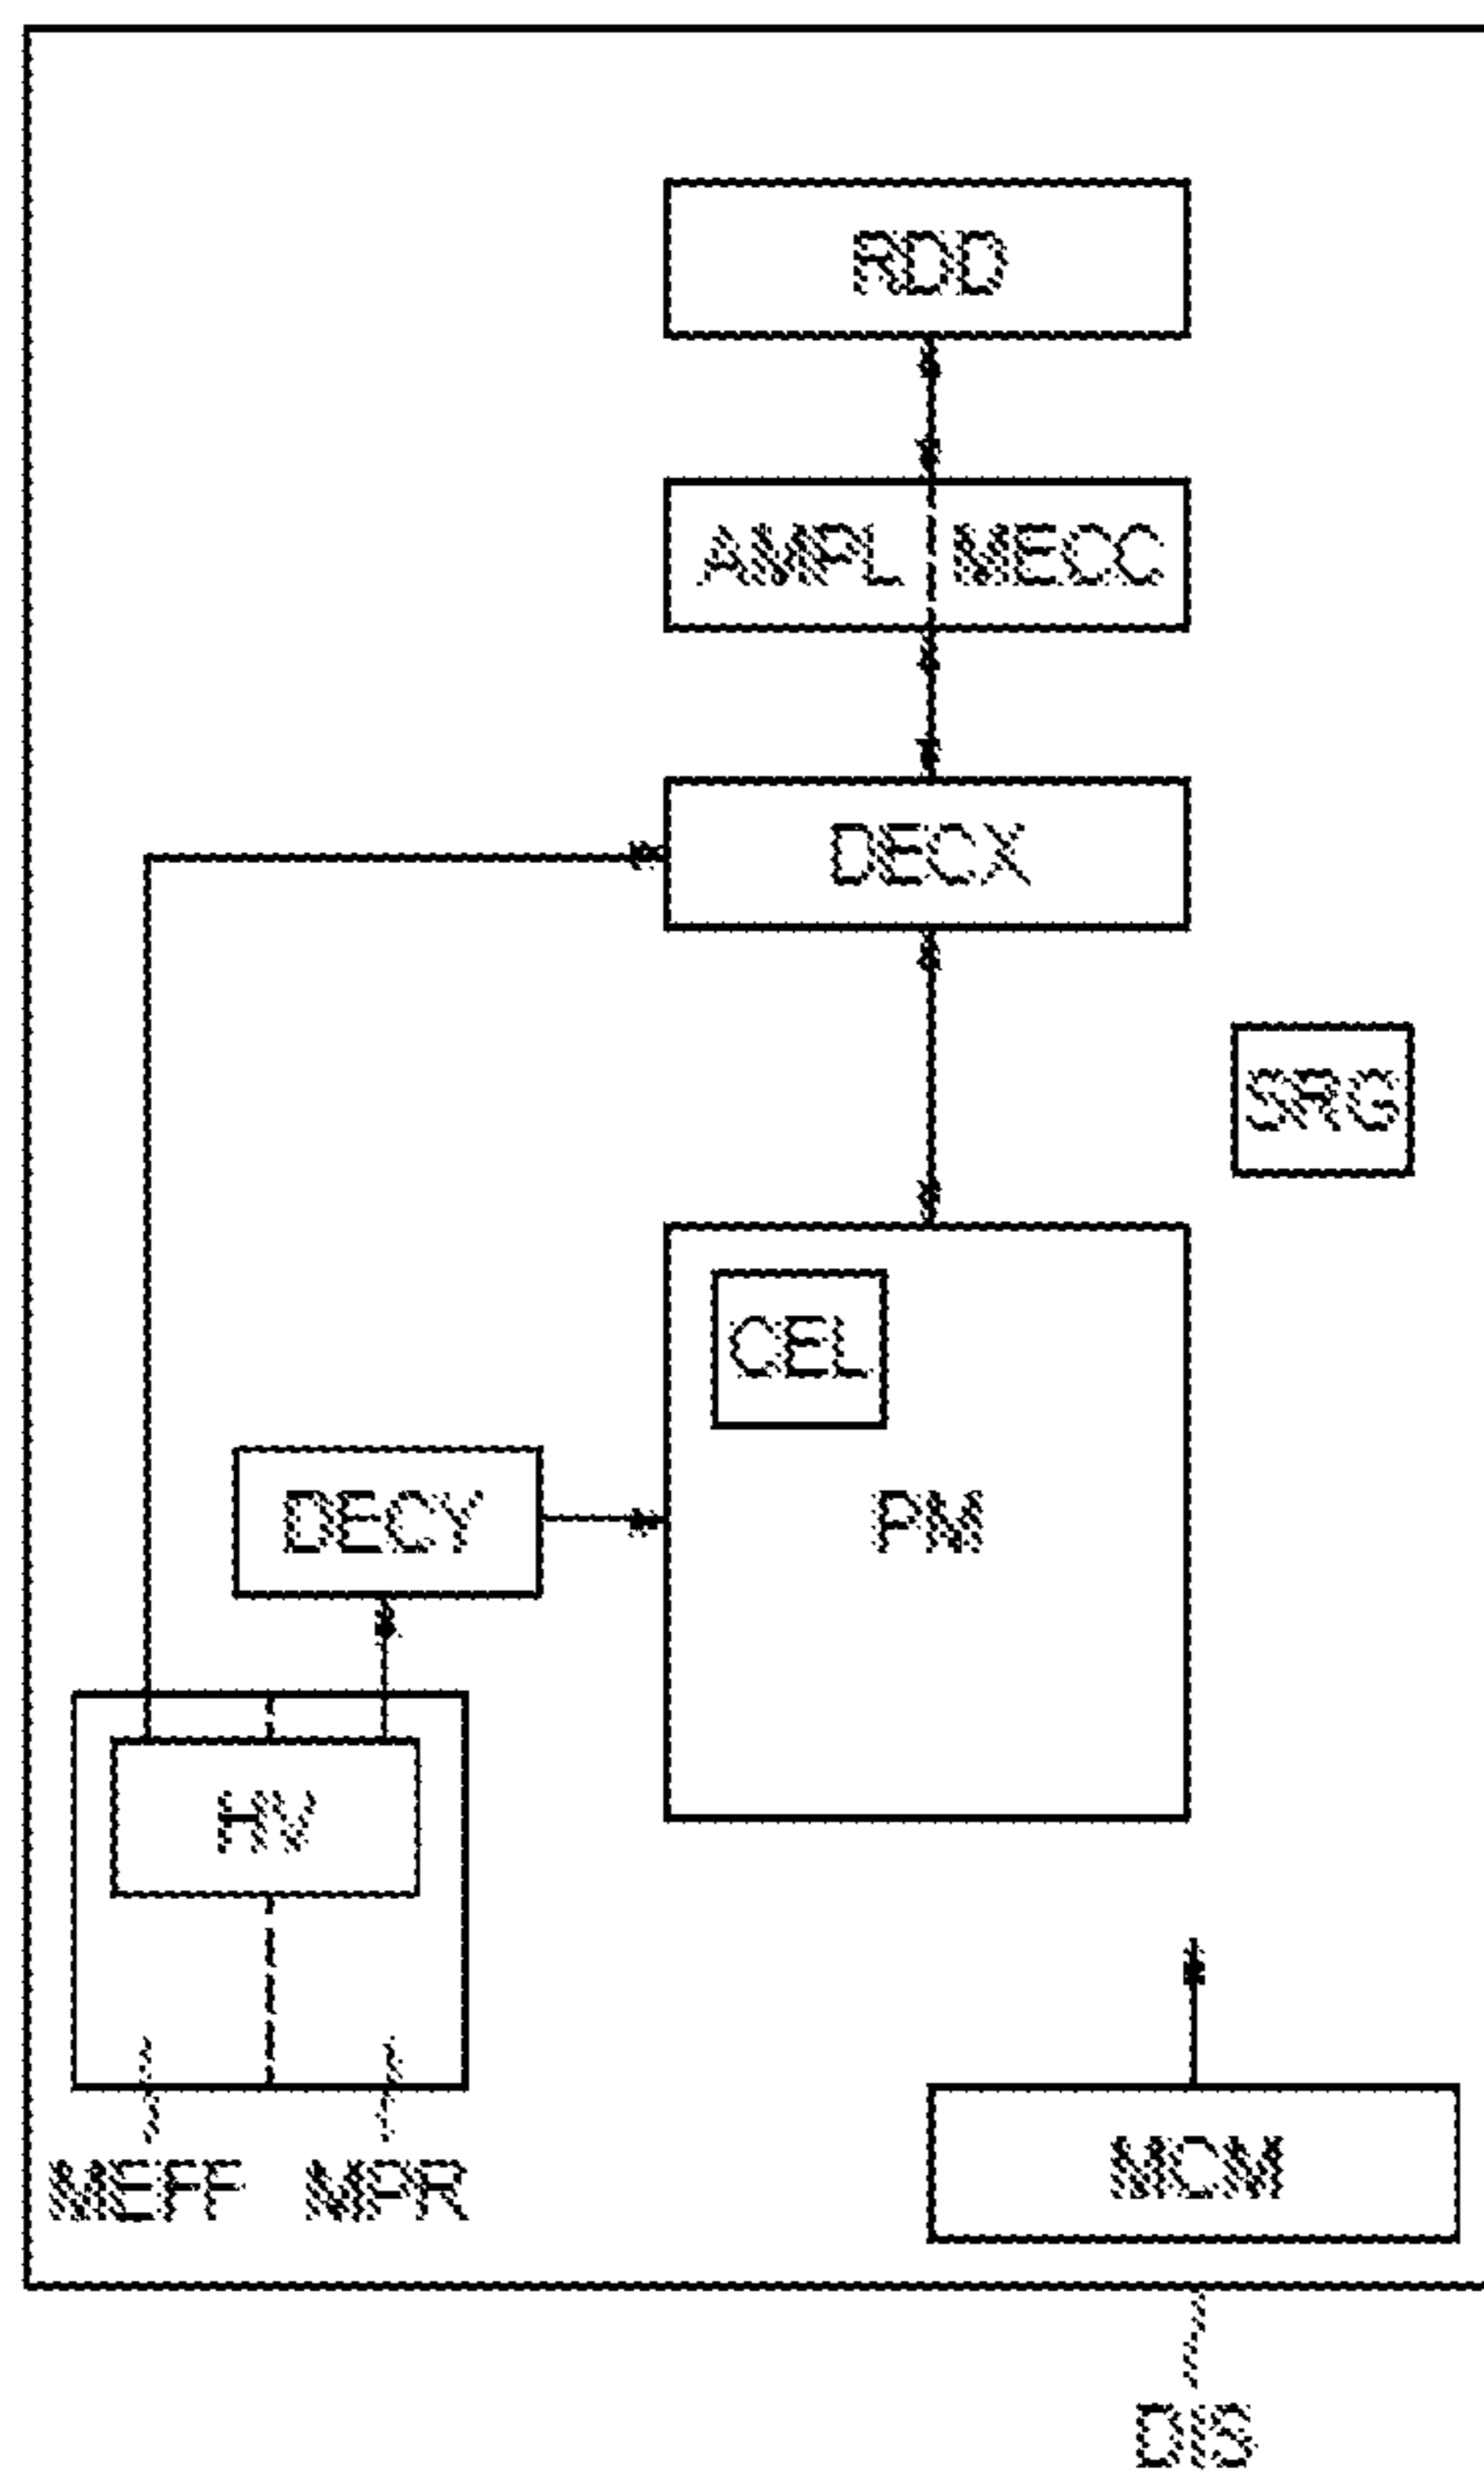 RDD
AMPL MECC
DECX
SRG
CEL
DECY
PM
HV
MEFF MPR
MCM
DIS